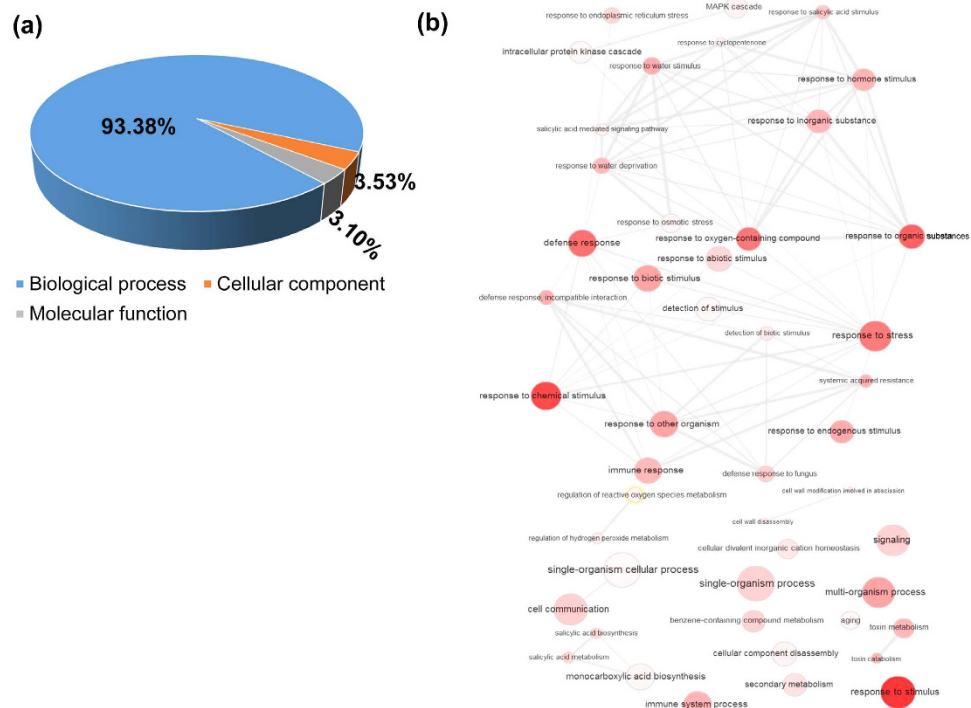 (a)
93.38%
3.53%
3.10%
Biological process
Cellular component
Molecular function
(b)
MAPK cascade
response to endoplasmic reticulum stress
response to salicylic acid stimulus
intracellular protein kinase cascade
response to cyclopentenone
response to water stimulus
response to hormone stimulus
response to inorganic substance
salicylic acid mediated signaling pathway
response to water deprivation
response to osmotic stress
defense response
response to oxygen-containing compound
response to organic substances
response to abiotic stimulus
response to biotic stimulus
defense response, incompatible interaction
detection of stimulus
detection of biotic stimulus
response to stress
systemic acquired resistance
response to chemical stimulus
response to other organism
response to endogenous stimulus
immune response
defense response to fungus
regulation of reactive oxygen species metabolism
cell wall modification involved in abscission
cell wall disassembly
regulation of hydrogen peroxide metabolism
cellular divalent inorganic cation homeostasis
signaling
single-organism cellular process
single-organism process
multi-organism process
cell communication
benzene-containing compound metabolism
aging
toxin metabolism
salicylic acid biosynthesis
salicylic acid metabolism
cellular component disassembly
toxin catabolism
monocarboxylic acid biosynthesis
secondary metabolism
response to stimulus
immune system process